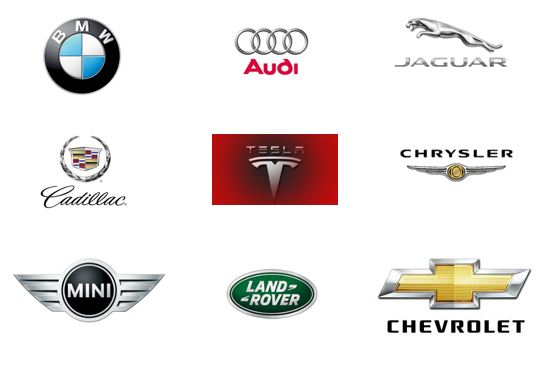 BMW
Audi
JAGUAR
Cadillac
TESLA
CHRYSLER
MINI
LAND
ROVER
CHEVROLET